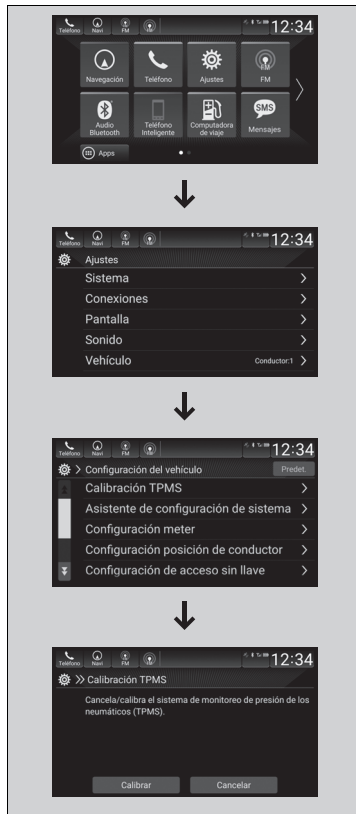 Teléfono Navi FM 12:34
Navegación Teléfono Ajustes FM
SMS
Audio Bluetooth Teléfono Inteligente Computadora de viaje Mensajes
Apps
Teléfono Navi FM 12:34
Ajustes
Sistema
Conexiones
Pantalla
Sonido
Vehículo Conductor:1
Teléfono Navi FM 12:34
Configuración del vehículo Predet.
Calibración TPMS
Asistente de configuración de sistema
Configuración meter
Configuración posición de conductor
Configuración de acceso sin llave
Teléfono Navi FM 12:34
Calibración TPMS
Cancela/calibra el sistema de monitoreo de presión de los
neumáticos (TPMS).
Calibrar Cancelar